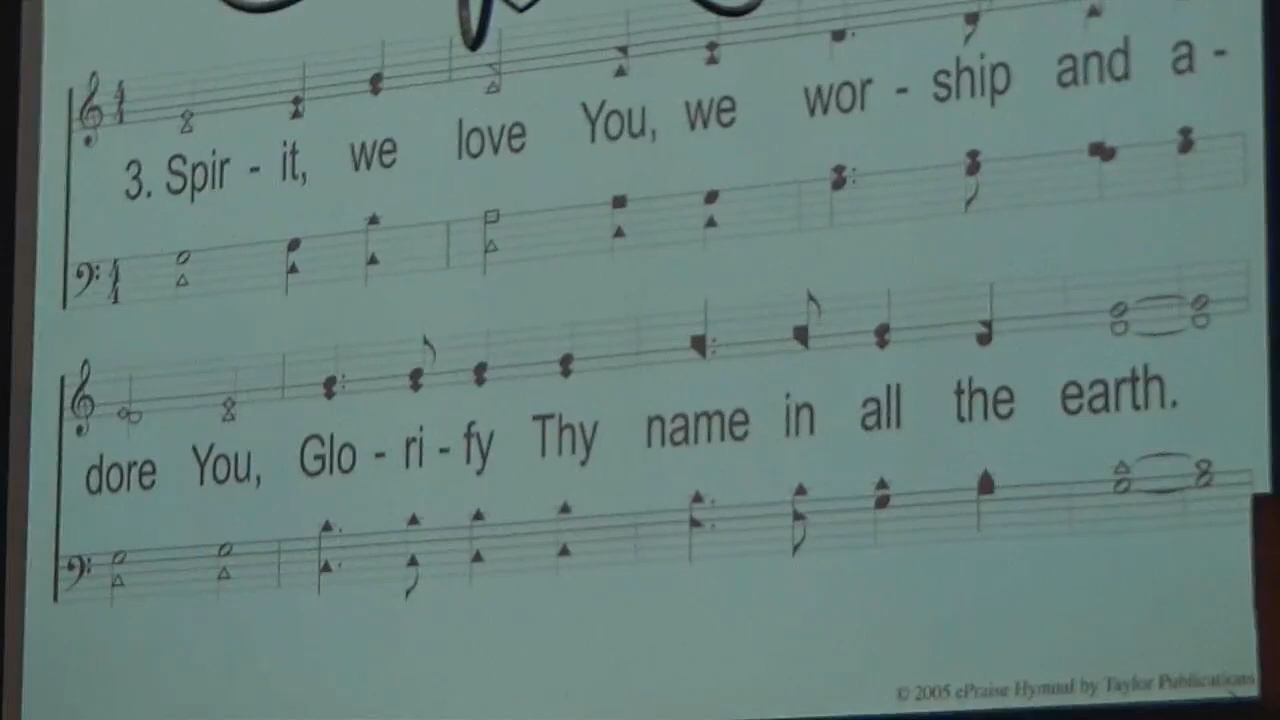 3. Spir - it, we love You, we wor - ship and a -
dore You, Glo - ri - fy Thy name in all the earth.
© 2005 ePraise Hymnal by Taylor Publications